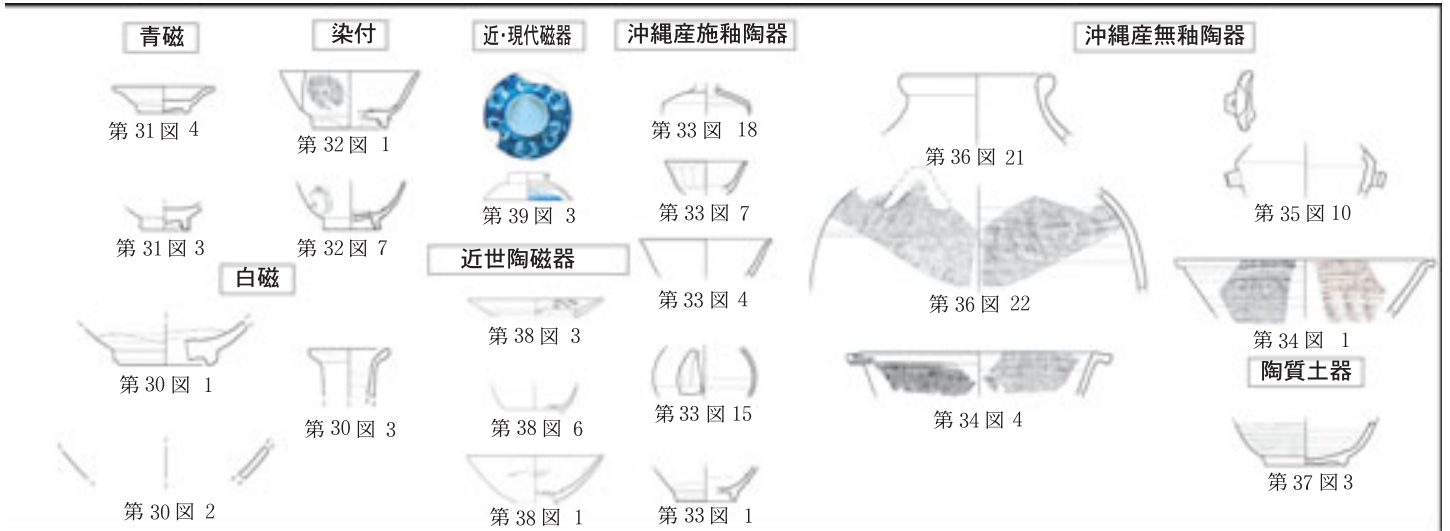 青磁
第31図 4
第31図 3
染付
第32図 1
第32図 7
白磁
第30図 1
第30図 3
第30図 2
近・現代磁器
第39図 3
近世陶磁器
第38図 3
第38図 6
第38図 1
沖縄産施釉陶器
第33図 18
第33図 7
第33図 4
第33図 15
第33図 1
沖縄産無釉陶器
第36図 21
第36図 22
第34図 4
第35図 10
第34図 1
陶質土器
第37図 3